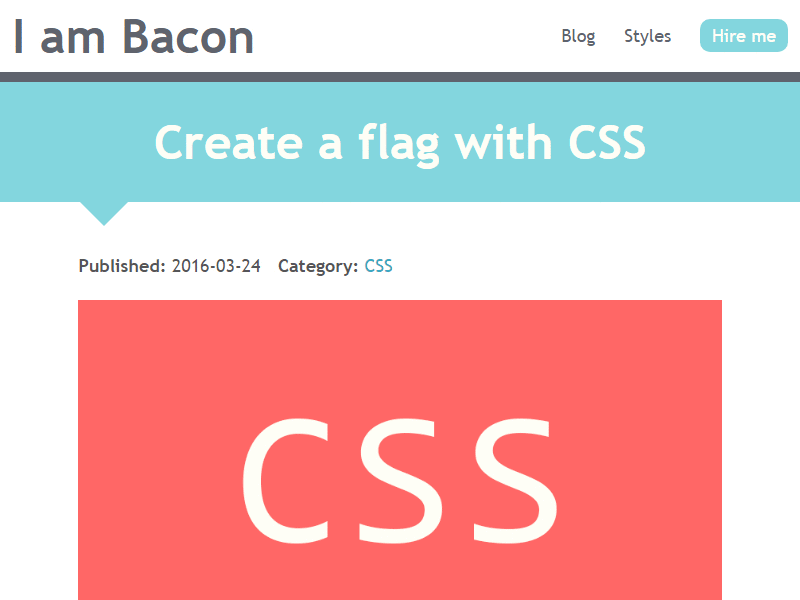 I am Bacon
Blog Styles Hire me
Create a flag with CSS
Published: 2016-03-24 Category: CSS
CSS